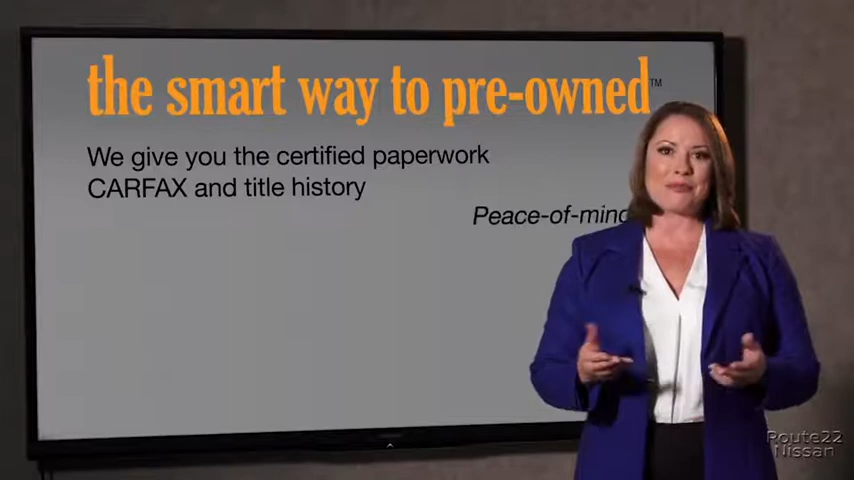 the smart way to pre-owned™
We give you the certified paperwork
CARFAX and title history
Peace-of-mind
Route22
Nissan